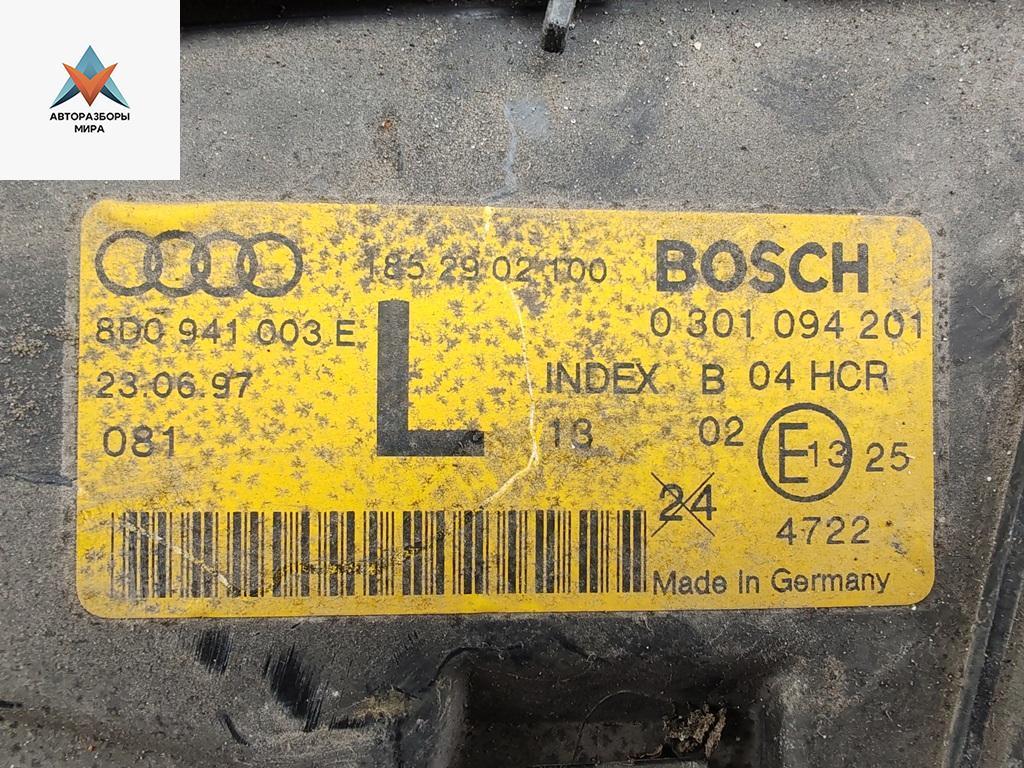 АВТОРАЗБОРЫ
МИРА
185 29 02 100 BOSCH
8D0 941 003 E L 0 301 094 201
23.06.97 INDEX B 04 HCR
081 13 02 E13 25
24
4722
Made In Germany